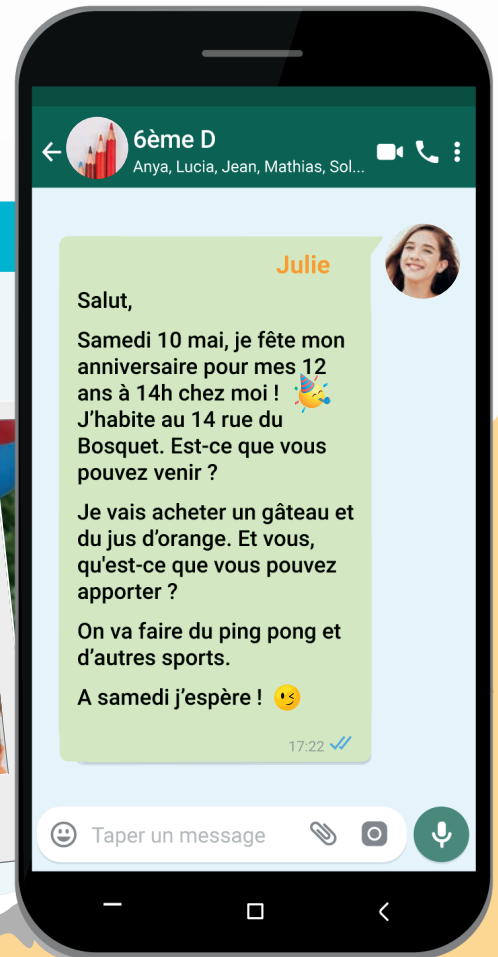 6ème D
Anya, Lucia, Jean, Mathias, Sol...
Julie
Salut,
Samedi 10 mai, je fête mon
anniversaire pour mes 12
ans à 14h chez moi ! 🥳
J’habite au 14 rue du
Bosquet. Est-ce que vous
pouvez venir ?
Je vais acheter un gâteau et
du jus d’orange. Et vous,
qu'est-ce que vous pouvez
apporter ?
On va faire du ping pong et
d’autres sports.
A samedi j’espère ! 😉
17:22
Taper un message